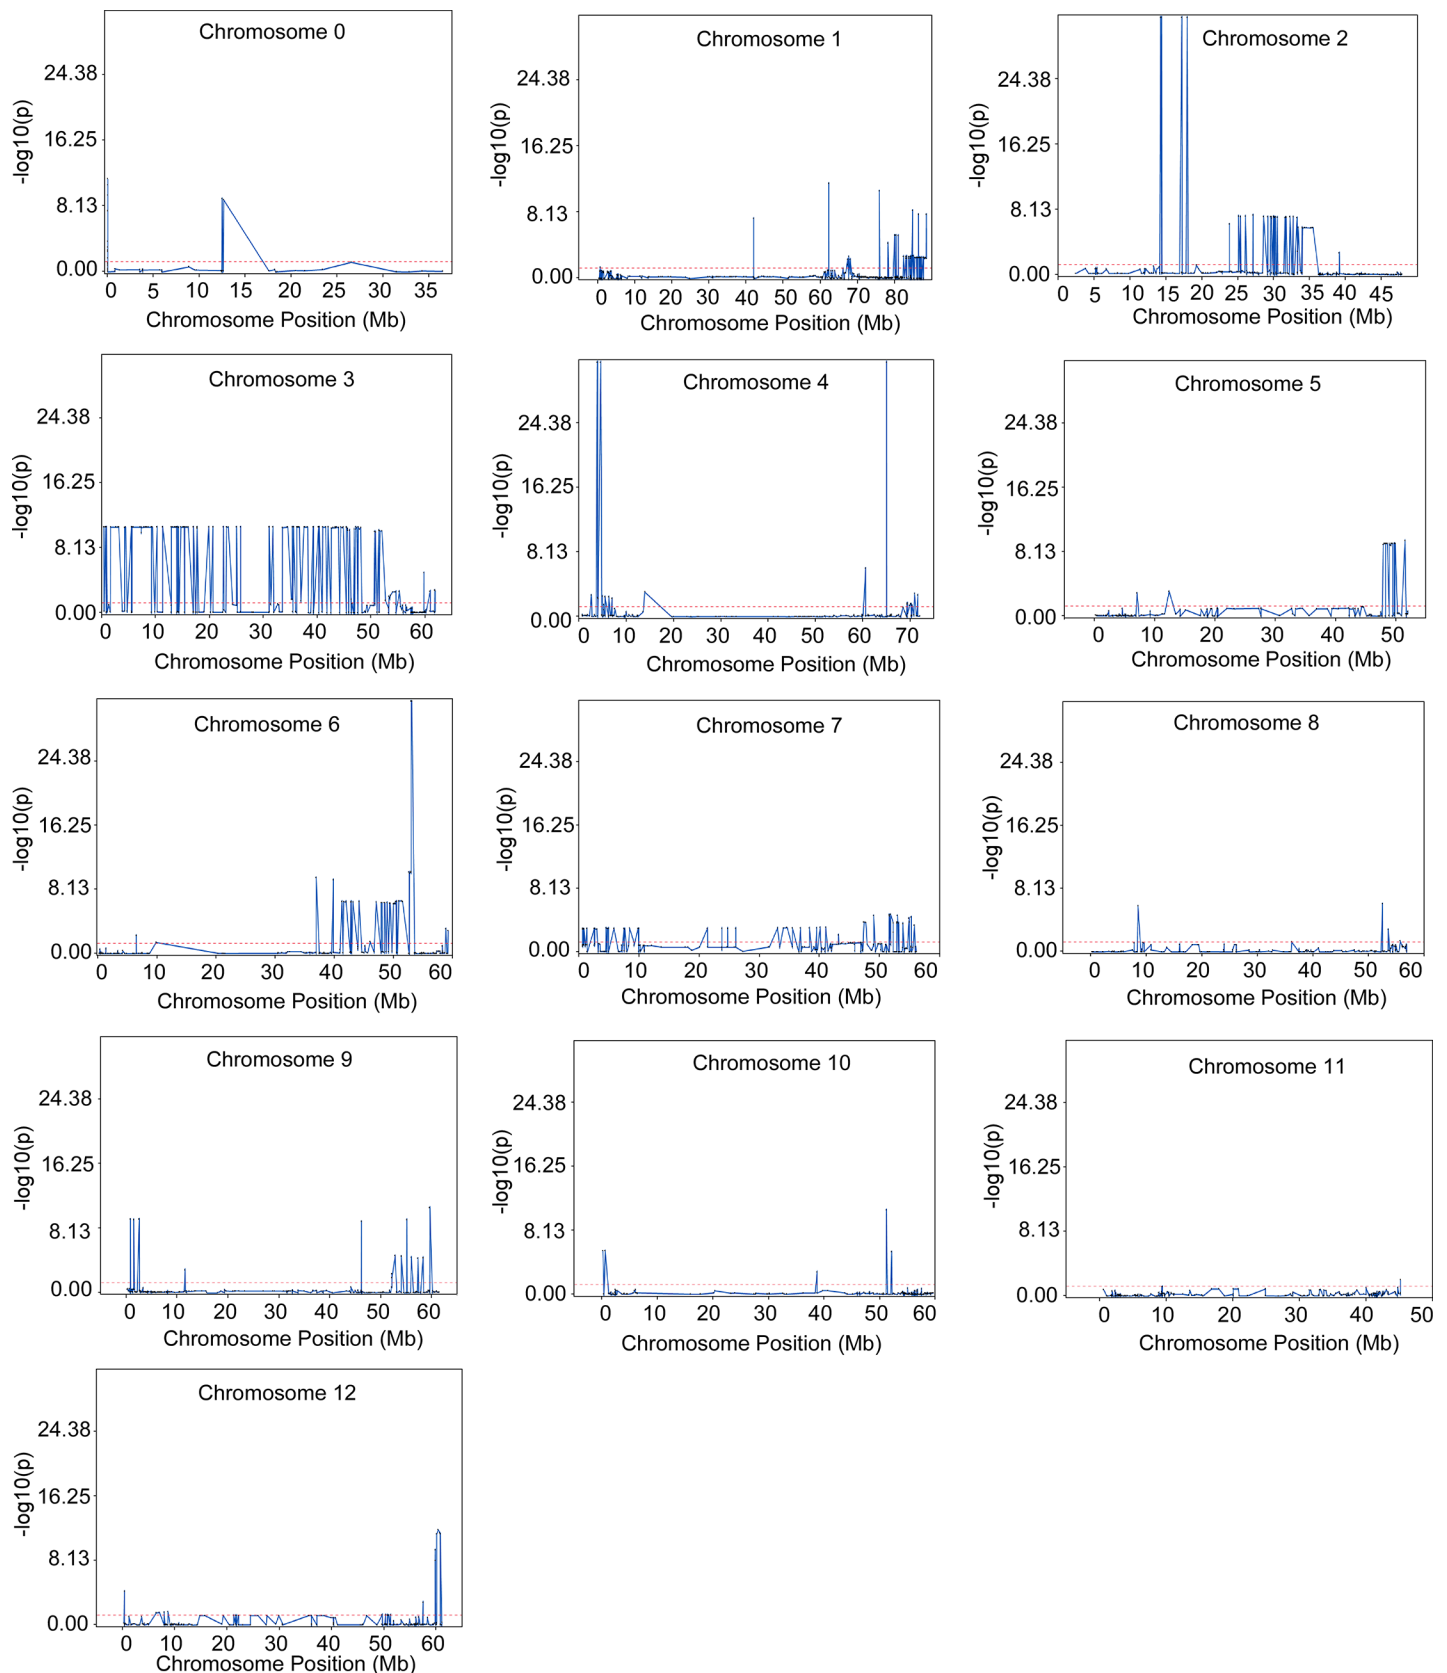 Chromosome 0
24.38
16.25
8.13
0.00
-log10(p)
0 5 10 15 20 25 30 35
Chromosome Position (Mb)
Chromosome 1
24.38
16.25
8.13
0.00
-log10(p)
0 10 20 30 40 50 60 70 80
Chromosome Position (Mb)
Chromosome 2
24.38
16.25
8.13
0.00
-log10(p)
0 5 10 15 20 25 30 35 45
Chromosome Position (Mb)
Chromosome 3
24.38
16.25
8.13
0.00
-log10(p)
0 10 20 30 40 50 60
Chromosome Position (Mb)
Chromosome 4
24.38
16.25
8.13
0.00
-log10(p)
0 10 20 30 40 50 60 70
Chromosome Position (Mb)
Chromosome 5
24.38
16.25
8.13
0.00
-log10(p)
0 10 20 30 40 50
Chromosome Position (Mb)
Chromosome 6
24.38
16.25
8.13
0.00
-log10(p)
0 10 20 30 40 50 60
Chromosome Position (Mb)
Chromosome 7
24.38
16.25
8.13
0.00
-log10(p)
0 10 20 30 40 50 60
Chromosome Position (Mb)
Chromosome 8
24.38
16.25
8.13
0.00
-log10(p)
0 10 20 30 40 50 60
Chromosome Position (Mb)
Chromosome 9
24.38
16.25
8.13
0.00
-log10(p)
0 10 20 30 40 50 60
Chromosome Position (Mb)
Chromosome 10
24.38
16.25
8.13
0.00
-log10(p)
0 10 20 30 40 50 60
Chromosome Position (Mb)
Chromosome 11
24.38
16.25
8.13
0.00
-log10(p)
0 10 20 30 40 50
Chromosome Position (Mb)
Chromosome 12
24.38
16.25
8.13
0.00
-log10(p)
0 10 20 30 40 50 60
Chromosome Position (Mb)